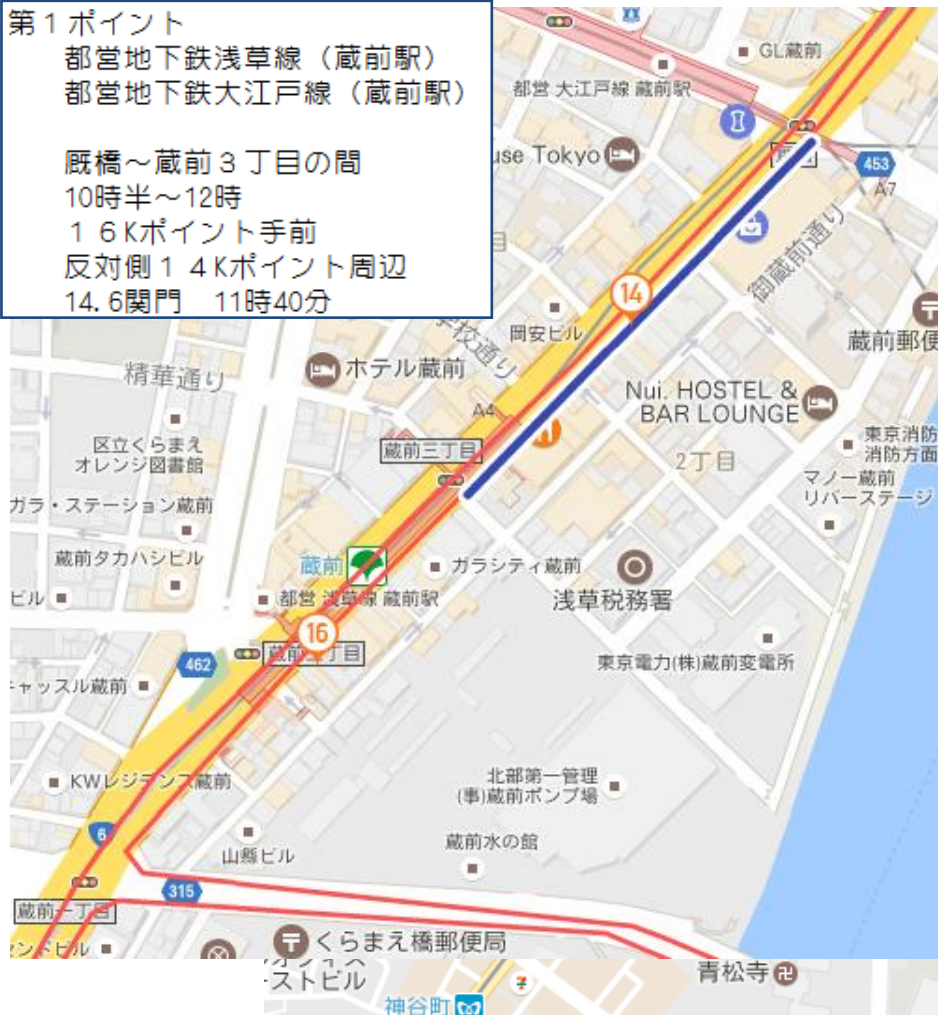 第１ポイント
都営地下鉄浅草線（蔵前駅）
都営地下鉄大江戸線（蔵前駅）
厩橋～蔵前３丁目の間
10時半～12時
１６Kポイント手前
反対側１４Kポイント周辺
14.6関門　11時40分
GL蔵前
都営 大江戸線 蔵前駅
use Tokyo
453
A7
御蔵前通り
14
岡安ビル
学校通り
蔵前郵便
ホテル蔵前
精華通り
Nui. HOSTEL &
BAR LOUNGE
A4
区立くらまえ
オレンジ図書館
蔵前三丁目
2丁目
東京消防
消防方面
マノー蔵前
リバーステージ
ガラ・ステーション蔵前
蔵前タカハシビル
蔵前
ガラシティ蔵前
ビル
都営 浅草線 蔵前駅
浅草税務署
16
462
東京電力(株)蔵前変電所
キャッスル蔵前
KWレジデンス蔵前
北部第一管理
(事)蔵前ポンプ場
6
山縣ビル
蔵前水の館
315
蔵前一丁目
ンドビル
くらまえ橋郵便局
ーストビル
青松寺
神谷町